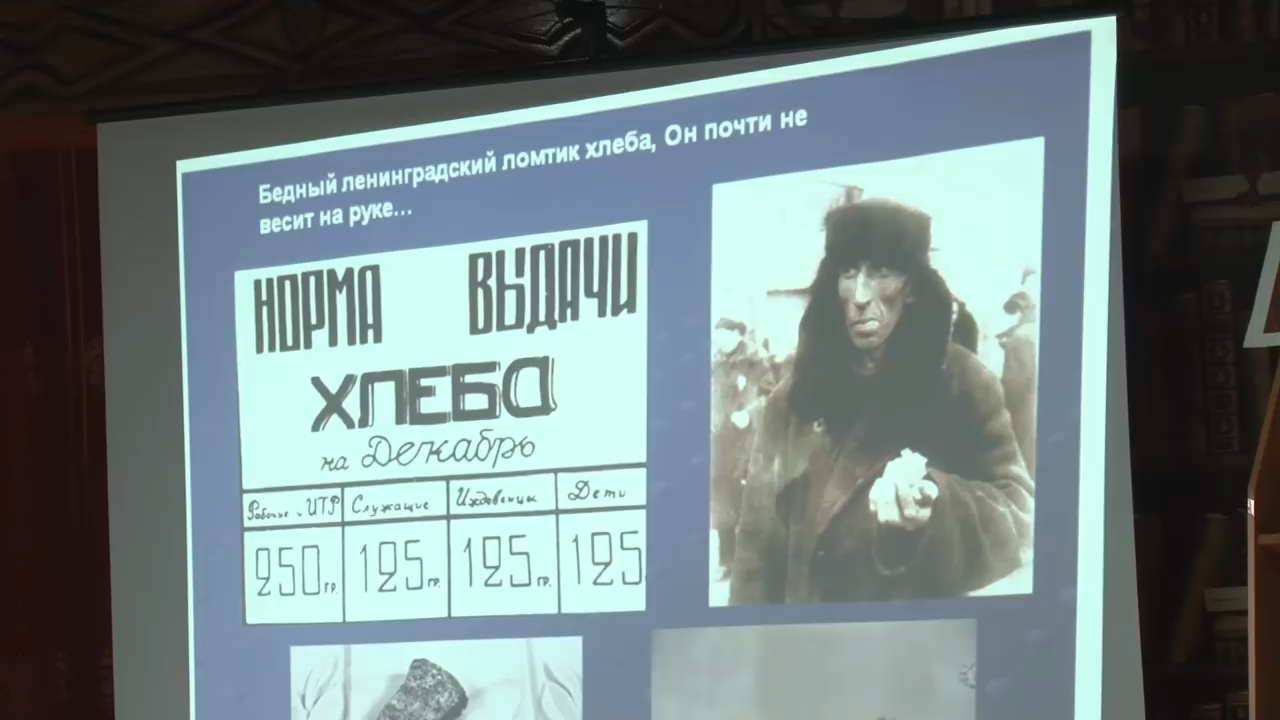 Бедный ленинградский ломтик хлеба, Он почти не
весит на руке...
НОРМА ВЫДАЧИ
ХЛЕБА
на Декабрь
Рабочие и ИТР Служащие Иждивенцы Дети
250 гр. 125 гр. 125 гр. 125